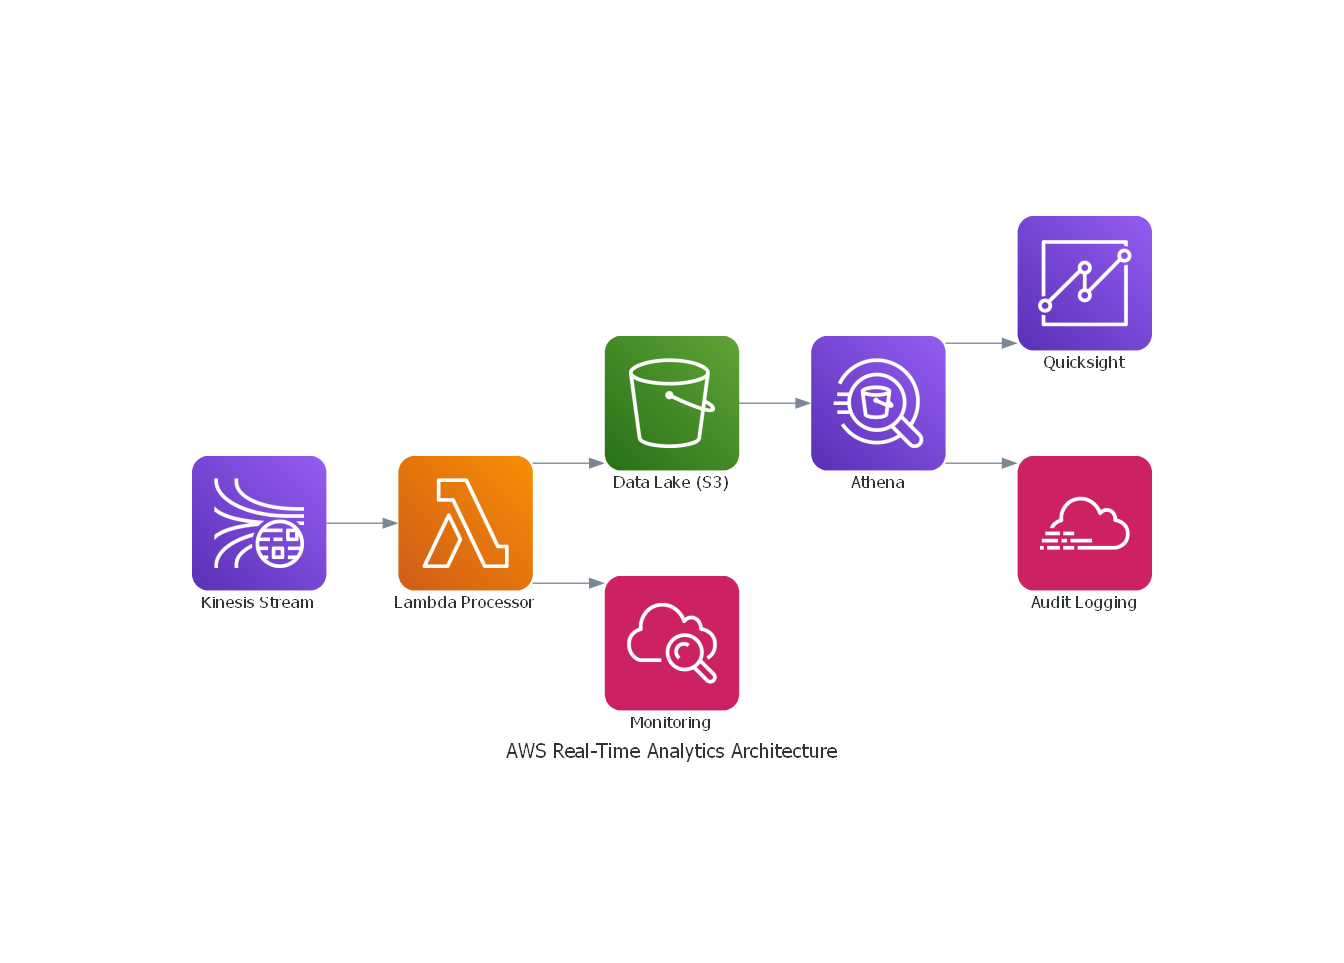 Quicksight
Data Lake (S3)
Athena
Kinesis Stream
Lambda Processor
Audit Logging
Monitoring
AWS Real-Time Analytics Architecture